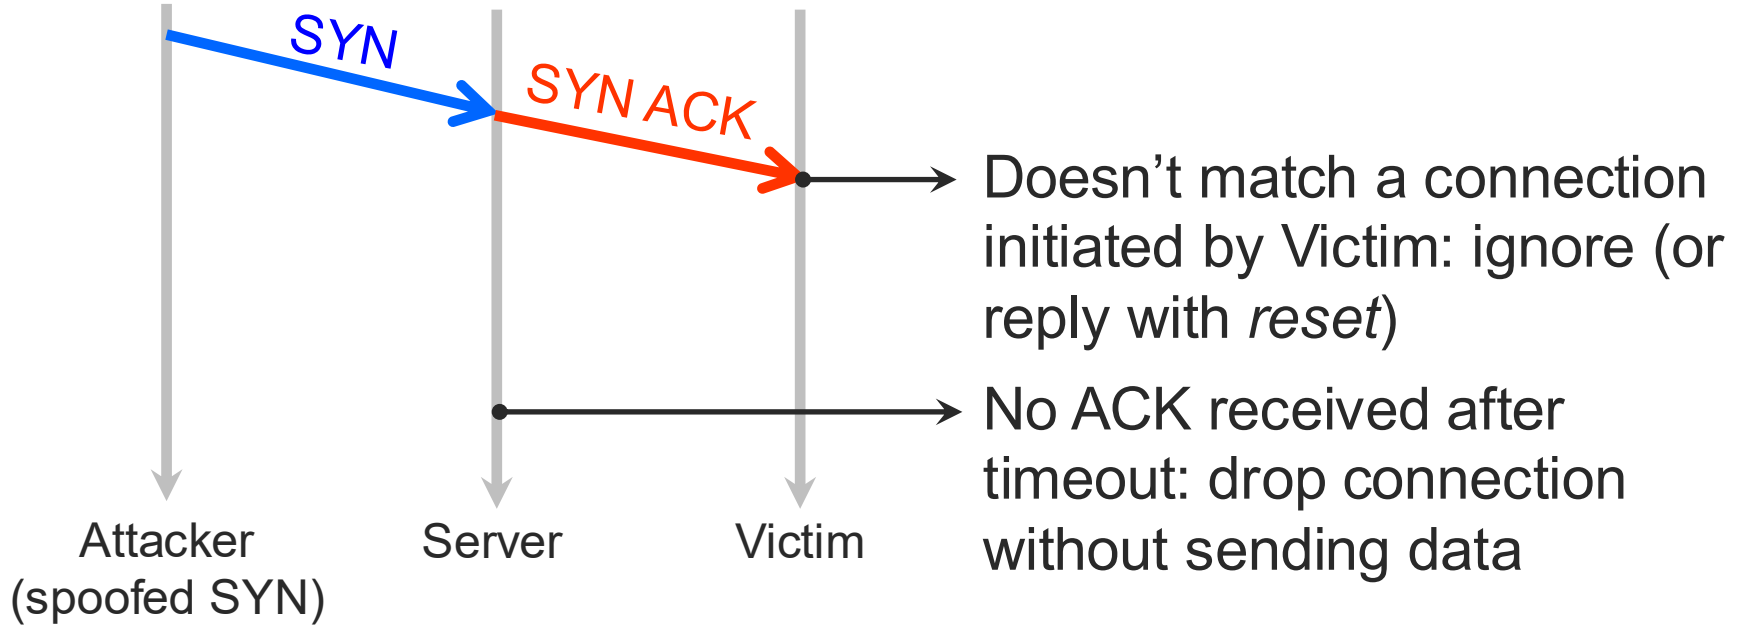 SYN
SYN ACK
Doesn’t match a connection
initiated by Victim: ignore (or
reply with reset)
No ACK received after
timeout: drop connection
without sending data
Attacker
(spoofed SYN)
Server
Victim